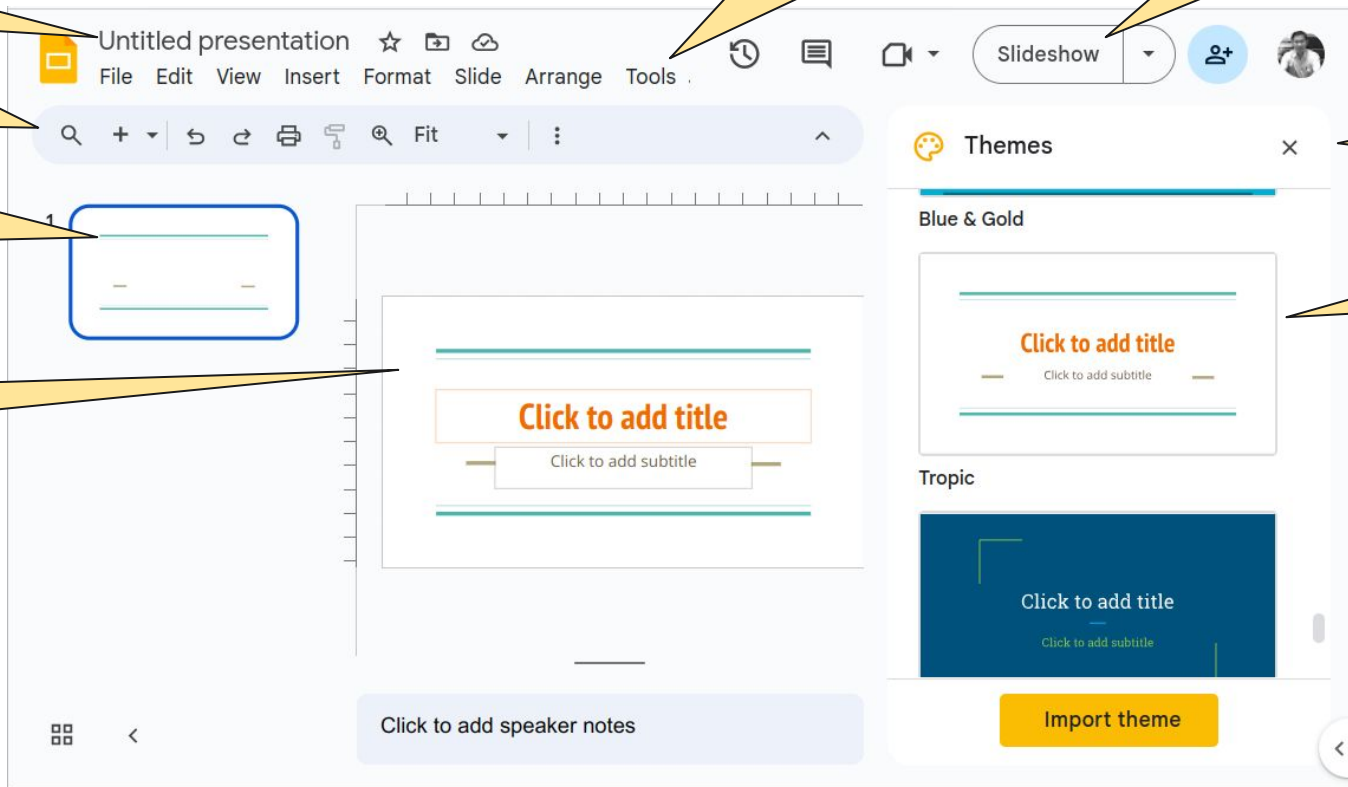 Untitled presentation
File Edit View Insert Format Slide Arrange Tools
Slideshow
Fit
Themes
1
Blue & Gold
Click to add title
Click to add subtitle
Tropic
Click to add title
Click to add subtitle
Click to add title
Click to add subtitle
Import theme
Click to add speaker notes